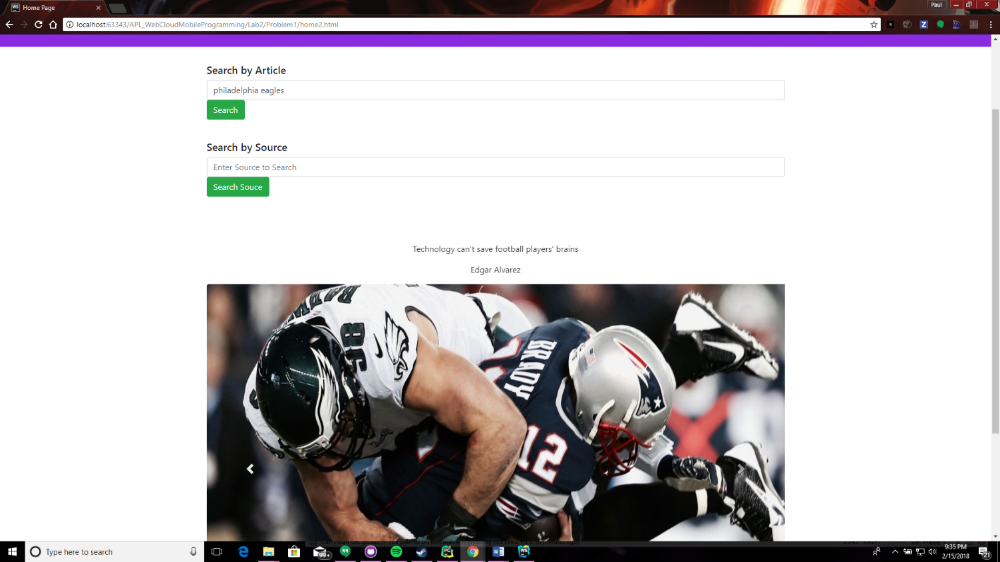 Home Page
Paul
localhost:63343/APL_WebCloudMobileProgramming/Lab2/Problem1/home2.html
Search by Article
philadelphia eagles
Search
Search by Source
Enter Source to Search
Search Souce
Technology can't save football players' brains
Edgar Alvarez
86
BRADY
12
Type here to search
99+
9:35 PM
2/15/2018
21